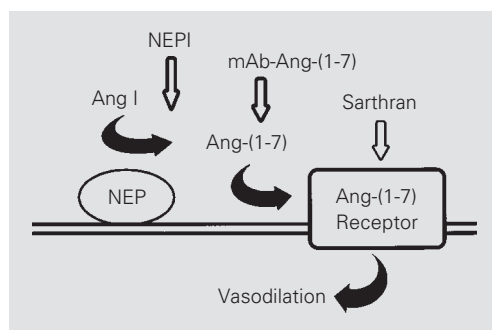 NEPI
mAb-Ang-(1-7)
Ang I
Sarthran
Ang-(1-7)
NEP
Ang-(1-7)
Receptor
Vasodilation